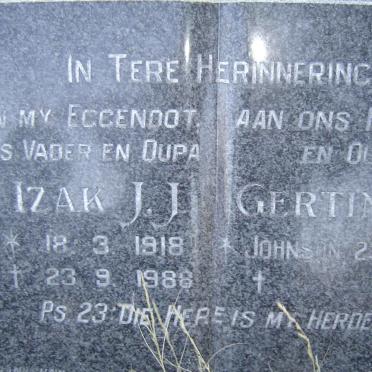 IN TERE HERINNERING
N MY EGGENOOT, AAN ONS
S VADER EN OUPA EN OU
IZAK J.J. GERTIN
* 18. 3. 1918 * JOHNSON 2
† 23. 9. 1988 †
PS 23: DIE HERE IS MY HERDE